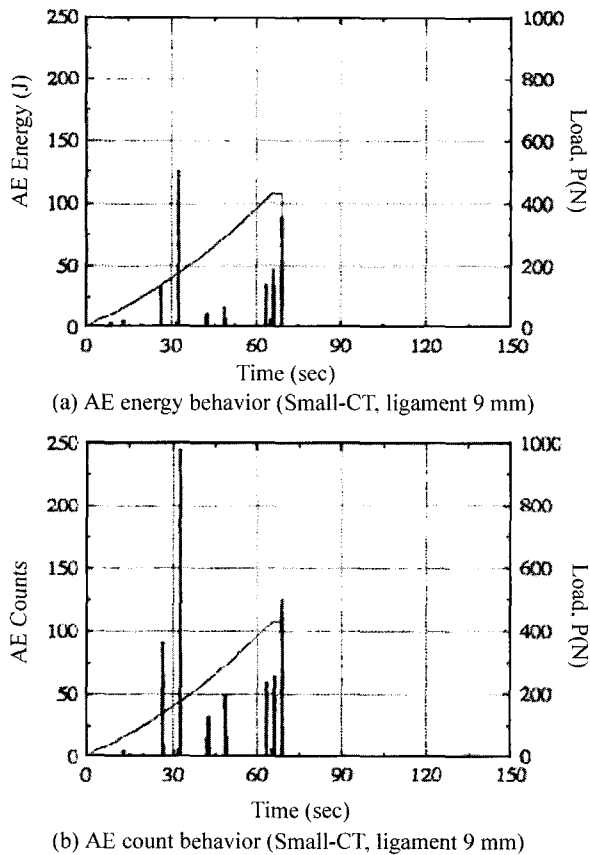 250
200
150
100
50
0
AE Energy (J)
1000
800
600
400
200
0
Load, P(N)
0 30 60 90 120 150
Time (sec)
(a) AE energy behavior (Small-CT, ligament 9 mm)
250
200
150
100
50
0
AE Counts
1000
800
600
400
200
0
Load, P(N)
0 30 60 90 120 150
Time (sec)
(b) AE count behavior (Small-CT, ligament 9 mm)